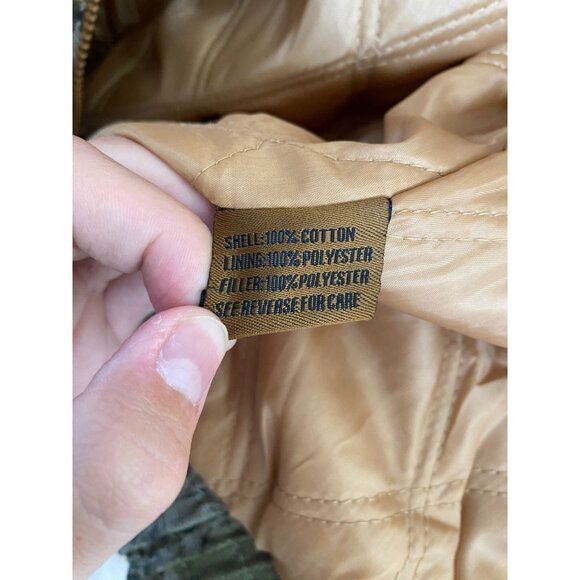 SHELL:100% COTTON
LINING:100% POLYESTER
FILLER:100% POLYESTER
SEE REVERSE FOR CARE